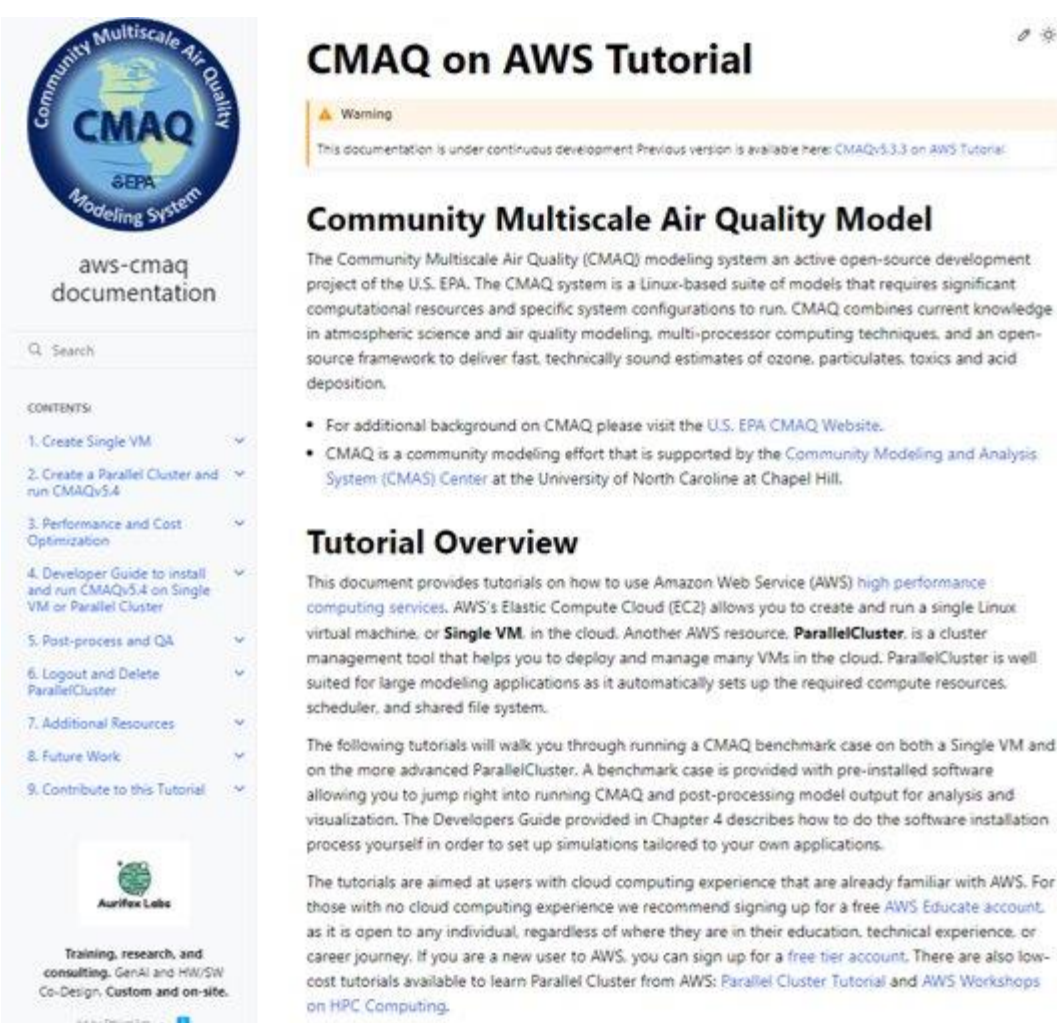 Community Multiscale Air Quality
CMAQ
EPA
Modeling System
aws-cmaq
documentation
Search
CONTENTS:
1. Create Single VM
2. Create a Parallel Cluster and
run CMAQv5.4
3. Performance and Cost
Optimization
4. Developer Guide to install
and run CMAQv5.4 on Single
VM or Parallel Cluster
5. Post-process and QA
6. Logout and Delete
ParallelCluster
7. Additional Resources
8. Future Work
9. Contribute to this Tutorial
Aurifex Labs
Training, research, and
consulting. GenAI and HW/SW
Co-Design. Custom and on-site.
CMAQ on AWS Tutorial
Warning
This documentation is under continuous development Previous version is available here: CMAQv5.3.3 on AWS Tutorial
Community Multiscale Air Quality Model
The Community Multiscale Air Quality (CMAQ) modeling system an active open-source development
project of the U.S. EPA. The CMAQ system is a Linux-based suite of models that requires significant
computational resources and specific system configurations to run. CMAQ combines current knowledge
in atmospheric science and air quality modeling, multi-processor computing techniques, and an open-
source framework to deliver fast, technically sound estimates of ozone, particulates, toxics and acid
deposition.
• For additional background on CMAQ please visit the U.S. EPA CMAQ Website.
• CMAQ is a community modeling effort that is supported by the Community Modeling and Analysis
System (CMAS) Center at the University of North Caroline at Chapel Hill.
Tutorial Overview
This document provides tutorials on how to use Amazon Web Service (AWS) high performance
computing services. AWS's Elastic Compute Cloud (EC2) allows you to create and run a single Linux
virtual machine, or Single VM, in the cloud. Another AWS resource, ParallelCluster, is a cluster
management tool that helps you to deploy and manage many VMs in the cloud. ParallelCluster is well
suited for large modeling applications as it automatically sets up the required compute resources,
scheduler, and shared file system.
The following tutorials will walk you through running a CMAQ benchmark case on both a Single VM and
on the more advanced ParallelCluster. A benchmark case is provided with pre-installed software
allowing you to jump right into running CMAQ and post-processing model output for analysis and
visualization. The Developers Guide provided in Chapter 4 describes how to do the software installation
process yourself in order to set up simulations tailored to your own applications.
The tutorials are aimed at users with cloud computing experience that are already familiar with AWS. For
those with no cloud computing experience we recommend signing up for a free AWS Educate account,
as it is open to any individual, regardless of where they are in their education, technical experience, or
career journey. If you are a new user to AWS, you can sign up for a free tier account. There are also low-
cost tutorials available to learn Parallel Cluster from AWS: Parallel Cluster Tutorial and AWS Workshops
on HPC Computing.